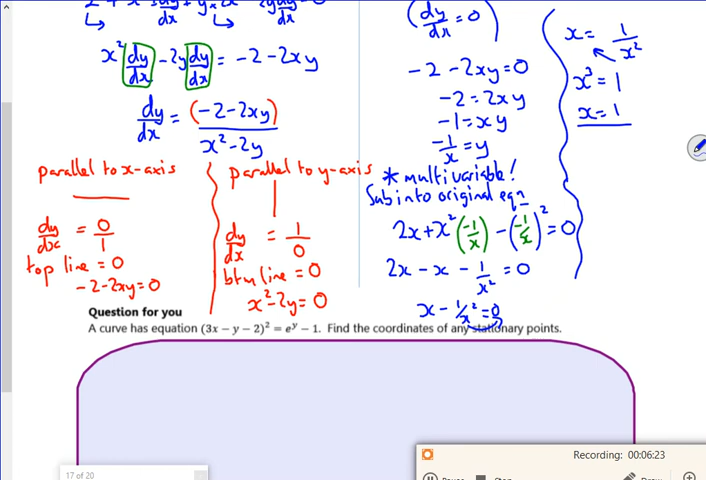 x² dy/dx - 2y dy/dx = -2 - 2xy
dy/dx = (-2 - 2xy) / x² - 2y
parallel to x-axis
dy/dx = 0/1
top line = 0
-2 - 2xy = 0
parallel to y-axis
dy/dx = 1/0
btm line = 0
x² - 2y = 0
(dy/dx = 0)
-2 - 2xy = 0
-2 = 2xy
-1 = xy
-1/x = y
* multivariable!
Sub into original eqn
2x + x² (-1/x) - (-1/x)² = 0
2x - x - 1/x² = 0
x - 1/x² = 0
x = 1/x²
x³ = 1
x = 1
Question for you
A curve has equation (3x − y − 2)² = eʸ − 1. Find the coordinates of any stationary points.
17 of 20
Recording: 00:06:23